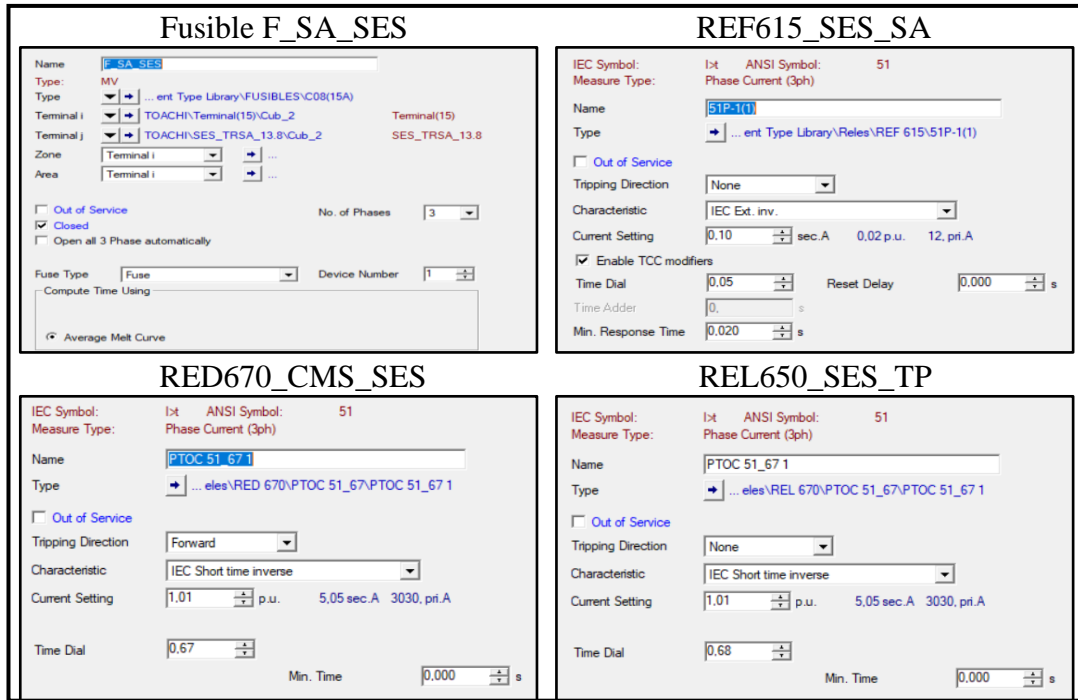 Fusible F_SA_SES
Name F_SA_SES
Type: MV
Type ... ent Type Library\FUSIBLES\C08(15A)
Terminal i TOACHI\Terminal(15)\Cub_2 Terminal(15)
Terminal j TOACHI\SES_TRSA_13.8\Cub_2 SES_TRSA_13.8
Zone Terminal i ...
Area Terminal i ...
Out of Service No. of Phases 3
Closed
Open all 3 Phase automatically
Fuse Type Fuse Device Number 1
Compute Time Using
Average Melt Curve
REF615_SES_SA
IEC Symbol: I>t ANSI Symbol: 51
Measure Type: Phase Current (3ph)
Name 51P-1(1)
Type ... ent Type Library\Reles\REF 615\51P-1(1)
Out of Service
Tripping Direction None
Characteristic IEC Ext. inv.
Current Setting 0,10 sec.A 0,02 p.u. 12, pri.A
Enable TCC modifiers
Time Dial 0,05 Reset Delay 0,000 s
Time Adder 0, s
Min. Response Time 0,020 s
RED670_CMS_SES
IEC Symbol: I>t ANSI Symbol: 51
Measure Type: Phase Current (3ph)
Name PTOC 51_67 1
Type ... eles\RED 670\PTOC 51_67\PTOC 51_67 1
Out of Service
Tripping Direction Forward
Characteristic IEC Short time inverse
Current Setting 1,01 p.u. 5,05 sec.A 3030, pri.A
Time Dial 0,67
Min. Time 0,000 s
REL650_SES_TP
IEC Symbol: I>t ANSI Symbol: 51
Measure Type: Phase Current (3ph)
Name PTOC 51_67 1
Type ... eles\REL 670\PTOC 51_67\PTOC 51_67 1
Out of Service
Tripping Direction None
Characteristic IEC Short time inverse
Current Setting 1,01 p.u. 5,05 sec.A 3030, pri.A
Time Dial 0,68
Min. Time 0,000 s